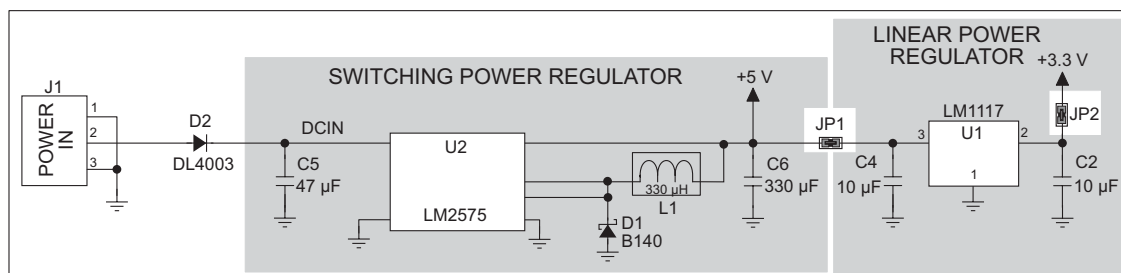 LINEAR POWER
REGULATOR
SWITCHING POWER REGULATOR
+5 V
+3.3 V
J1
POWER
IN
1
2
3
D2
DL4003
DCIN
C5
47 µF
U2
LM2575
330 µH
L1
D1
B140
C6
330 µF
JP1
C4
10 µF
LM1117
U1
3
2
1
JP2
C2
10 µF